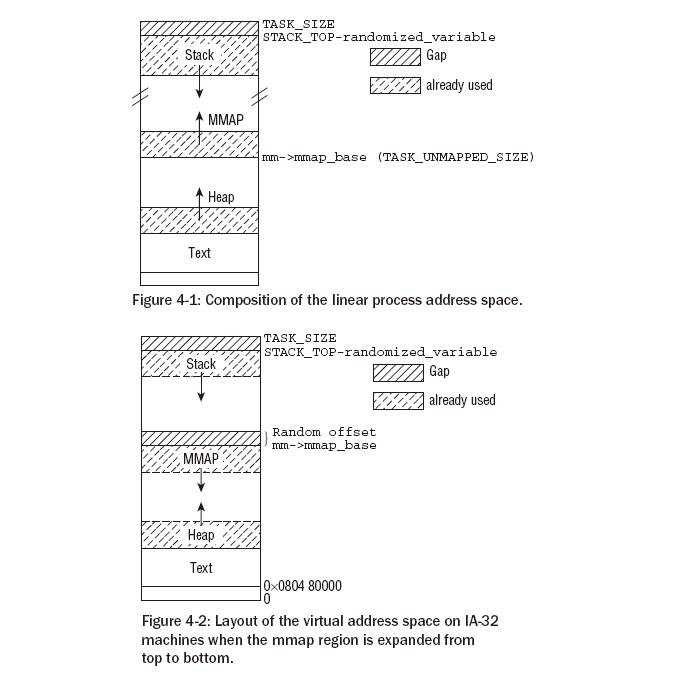 TASK_SIZE
STACK_TOP-randomized_variable
Stack
Gap
already used
MMAP
mm->mmap_base (TASK_UNMAPPED_SIZE)
Heap
Text
Figure 4-1: Composition of the linear process address space.
TASK_SIZE
STACK_TOP-randomized_variable
Stack
Gap
already used
Random offset
mm->mmap_base
MMAP
Heap
Text
0×0804 80000
0
Figure 4-2: Layout of the virtual address space on IA-32
machines when the mmap region is expanded from
top to bottom.